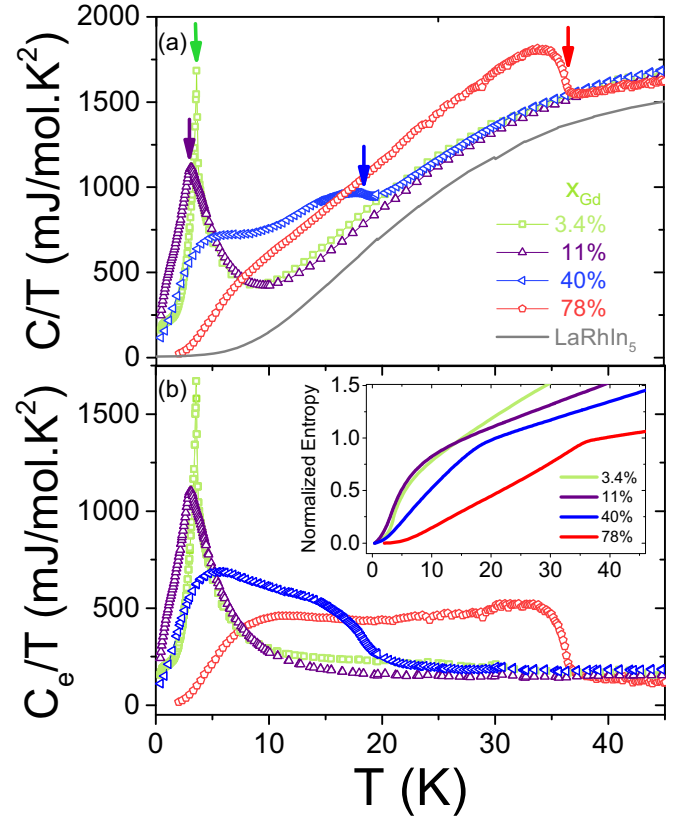 (a)
C/T (mJ/mol.K²)
2000
1500
1000
500
0
x_Gd
3.4%
11%
40%
78%
LaRhIn₅
(b)
C_e/T (mJ/mol.K²)
1500
1000
500
0
Normalized Entropy
1.5
1.0
0.5
0.0
0 10 20 30 40
3.4%
11%
40%
78%
0 10 20 30 40
T (K)